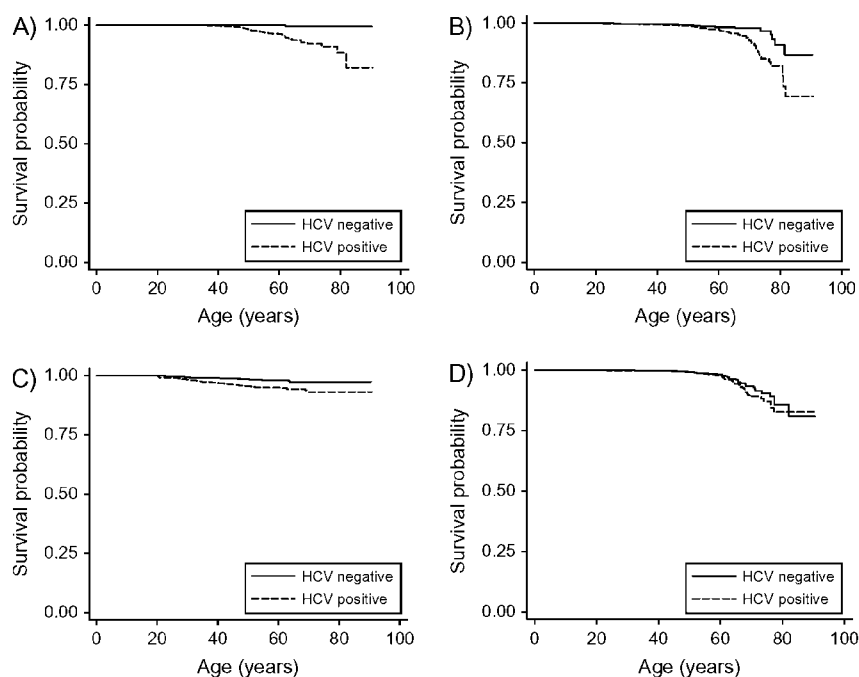 A)
Survival probability
1.00
0.75
0.50
0.25
0.00
HCV negative
HCV positive
0 20 40 60 80 100
Age (years)
B)
Survival probability
1.00
0.75
0.50
0.25
0.00
HCV negative
HCV positive
0 20 40 60 80 100
Age (years)
C)
Survival probability
1.00
0.75
0.50
0.25
0.00
HCV negative
HCV positive
0 20 40 60 80 100
Age (years)
D)
Survival probability
1.00
0.75
0.50
0.25
0.00
HCV negative
HCV positive
0 20 40 60 80 100
Age (years)